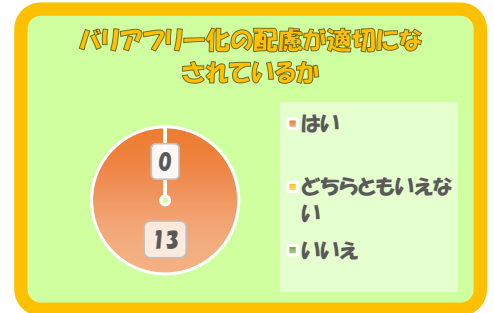 バリアフリー化の配慮が適切にな
されているか
はい
0
どちらともいえな
い
13
いいえ